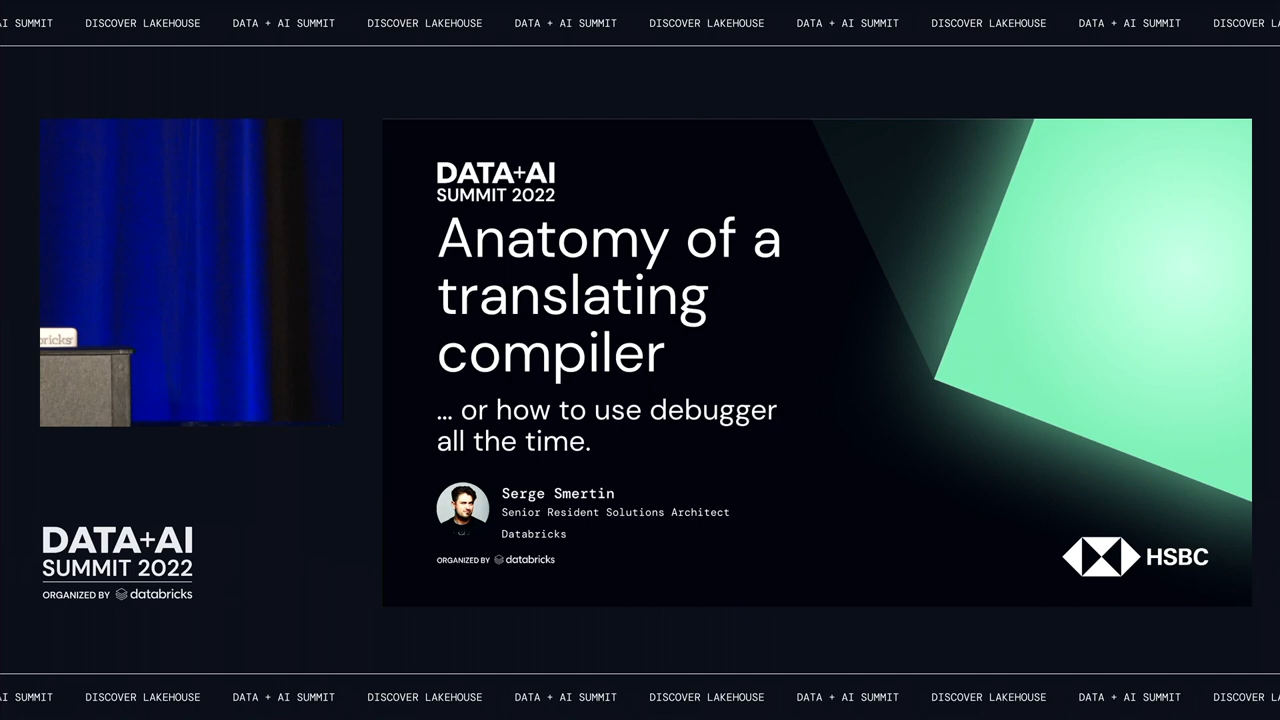 AI SUMMIT DISCOVER LAKEHOUSE DATA + AI SUMMIT DISCOVER LAKEHOUSE DATA + AI SUMMIT DISCOVER LAKEHOUSE DATA + AI SUMMIT DISCOVER LAKEHOUSE DATA + AI SUMMIT DISCOVER
DATA+AI
SUMMIT 2022
Anatomy of a
translating
compiler
... or how to use debugger
all the time.
Serge Smertin
Senior Resident Solutions Architect
Databricks
ORGANIZED BY databricks
HSBC
ricks
DATA+AI
SUMMIT 2022
ORGANIZED BY databricks
AI SUMMIT DISCOVER LAKEHOUSE DATA + AI SUMMIT DISCOVER LAKEHOUSE DATA + AI SUMMIT DISCOVER LAKEHOUSE DATA + AI SUMMIT DISCOVER LAKEHOUSE DATA + AI SUMMIT DISCOVER